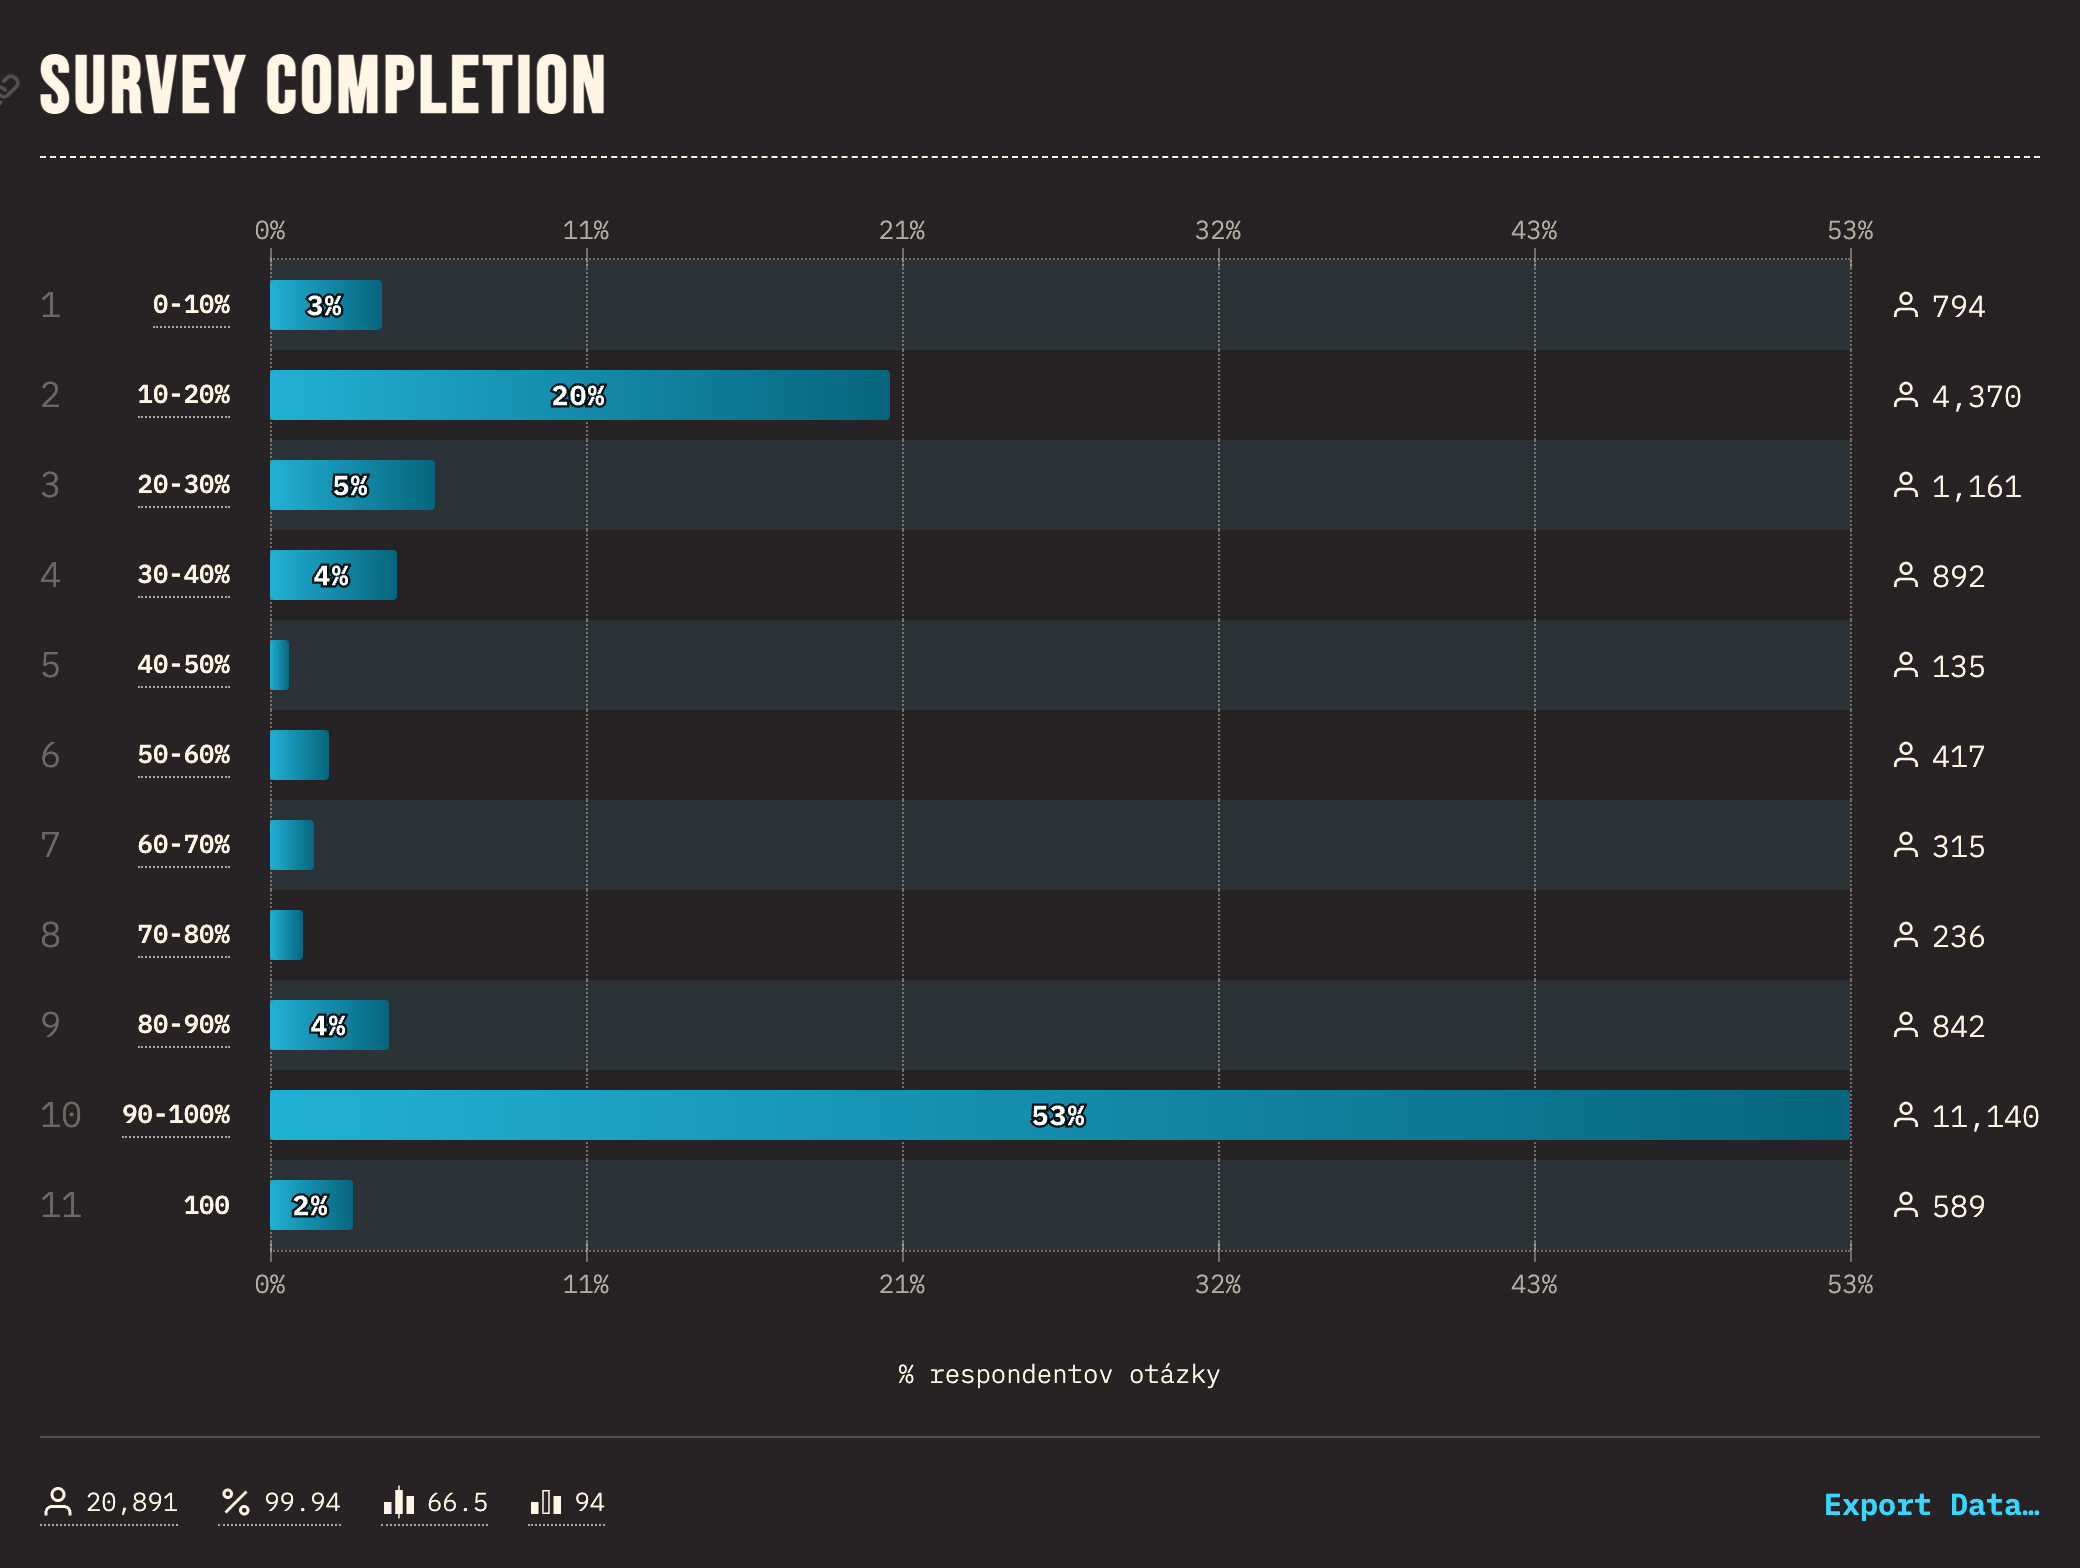 SURVEY COMPLETION
0% 11% 21% 32% 43% 53%
1 0-10% 3% 794
2 10-20% 20% 4,370
3 20-30% 5% 1,161
4 30-40% 4% 892
5 40-50% 135
6 50-60% 417
7 60-70% 315
8 70-80% 236
9 80-90% 4% 842
10 90-100% 53% 11,140
11 100 2% 589
0% 11% 21% 32% 43% 53%
% respondentov otázky
20,891 % 99.94 66.5 94 Export Data…